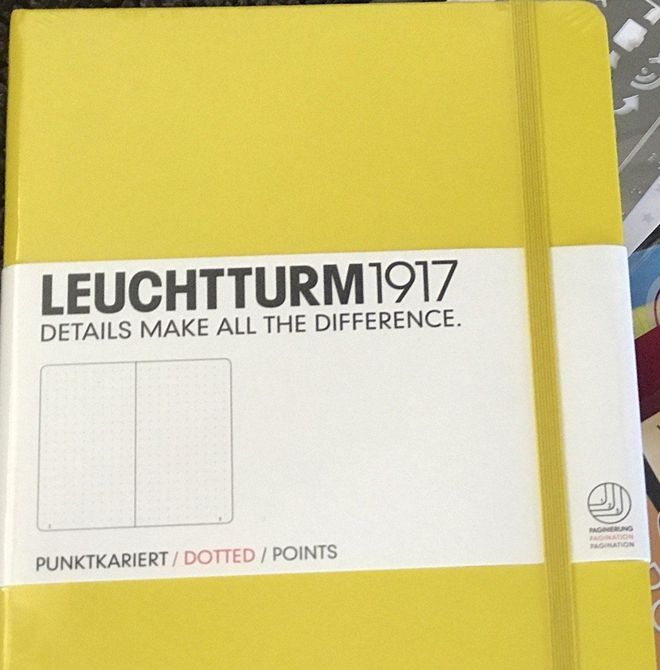 LEUCHTTURM1917
DETAILS MAKE ALL THE DIFFERENCE.
PUNKTKARIERT / DOTTED / POINTS
PAGINIERUNG
PAGINATION
PAGINATION